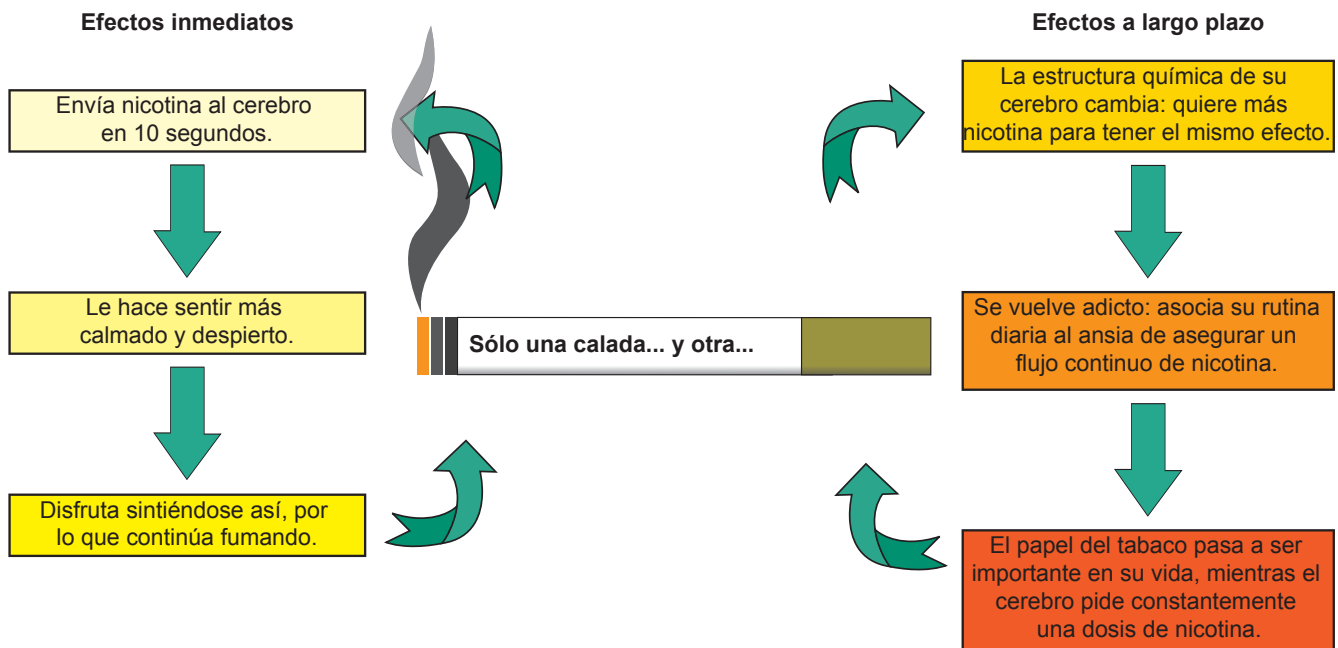 Efectos inmediatos
Envía nicotina al cerebro
en 10 segundos.
Le hace sentir más
calmado y despierto.
Disfruta sintiéndose así, por
lo que continúa fumando.
Sólo una calada... y otra...
Efectos a largo plazo
La estructura química de su
cerebro cambia: quiere más
nicotina para tener el mismo efecto.
Se vuelve adicto: asocia su rutina
diaria al ansia de asegurar un
flujo continuo de nicotina.
El papel del tabaco pasa a ser
importante en su vida, mientras el
cerebro pide constantemente
una dosis de nicotina.